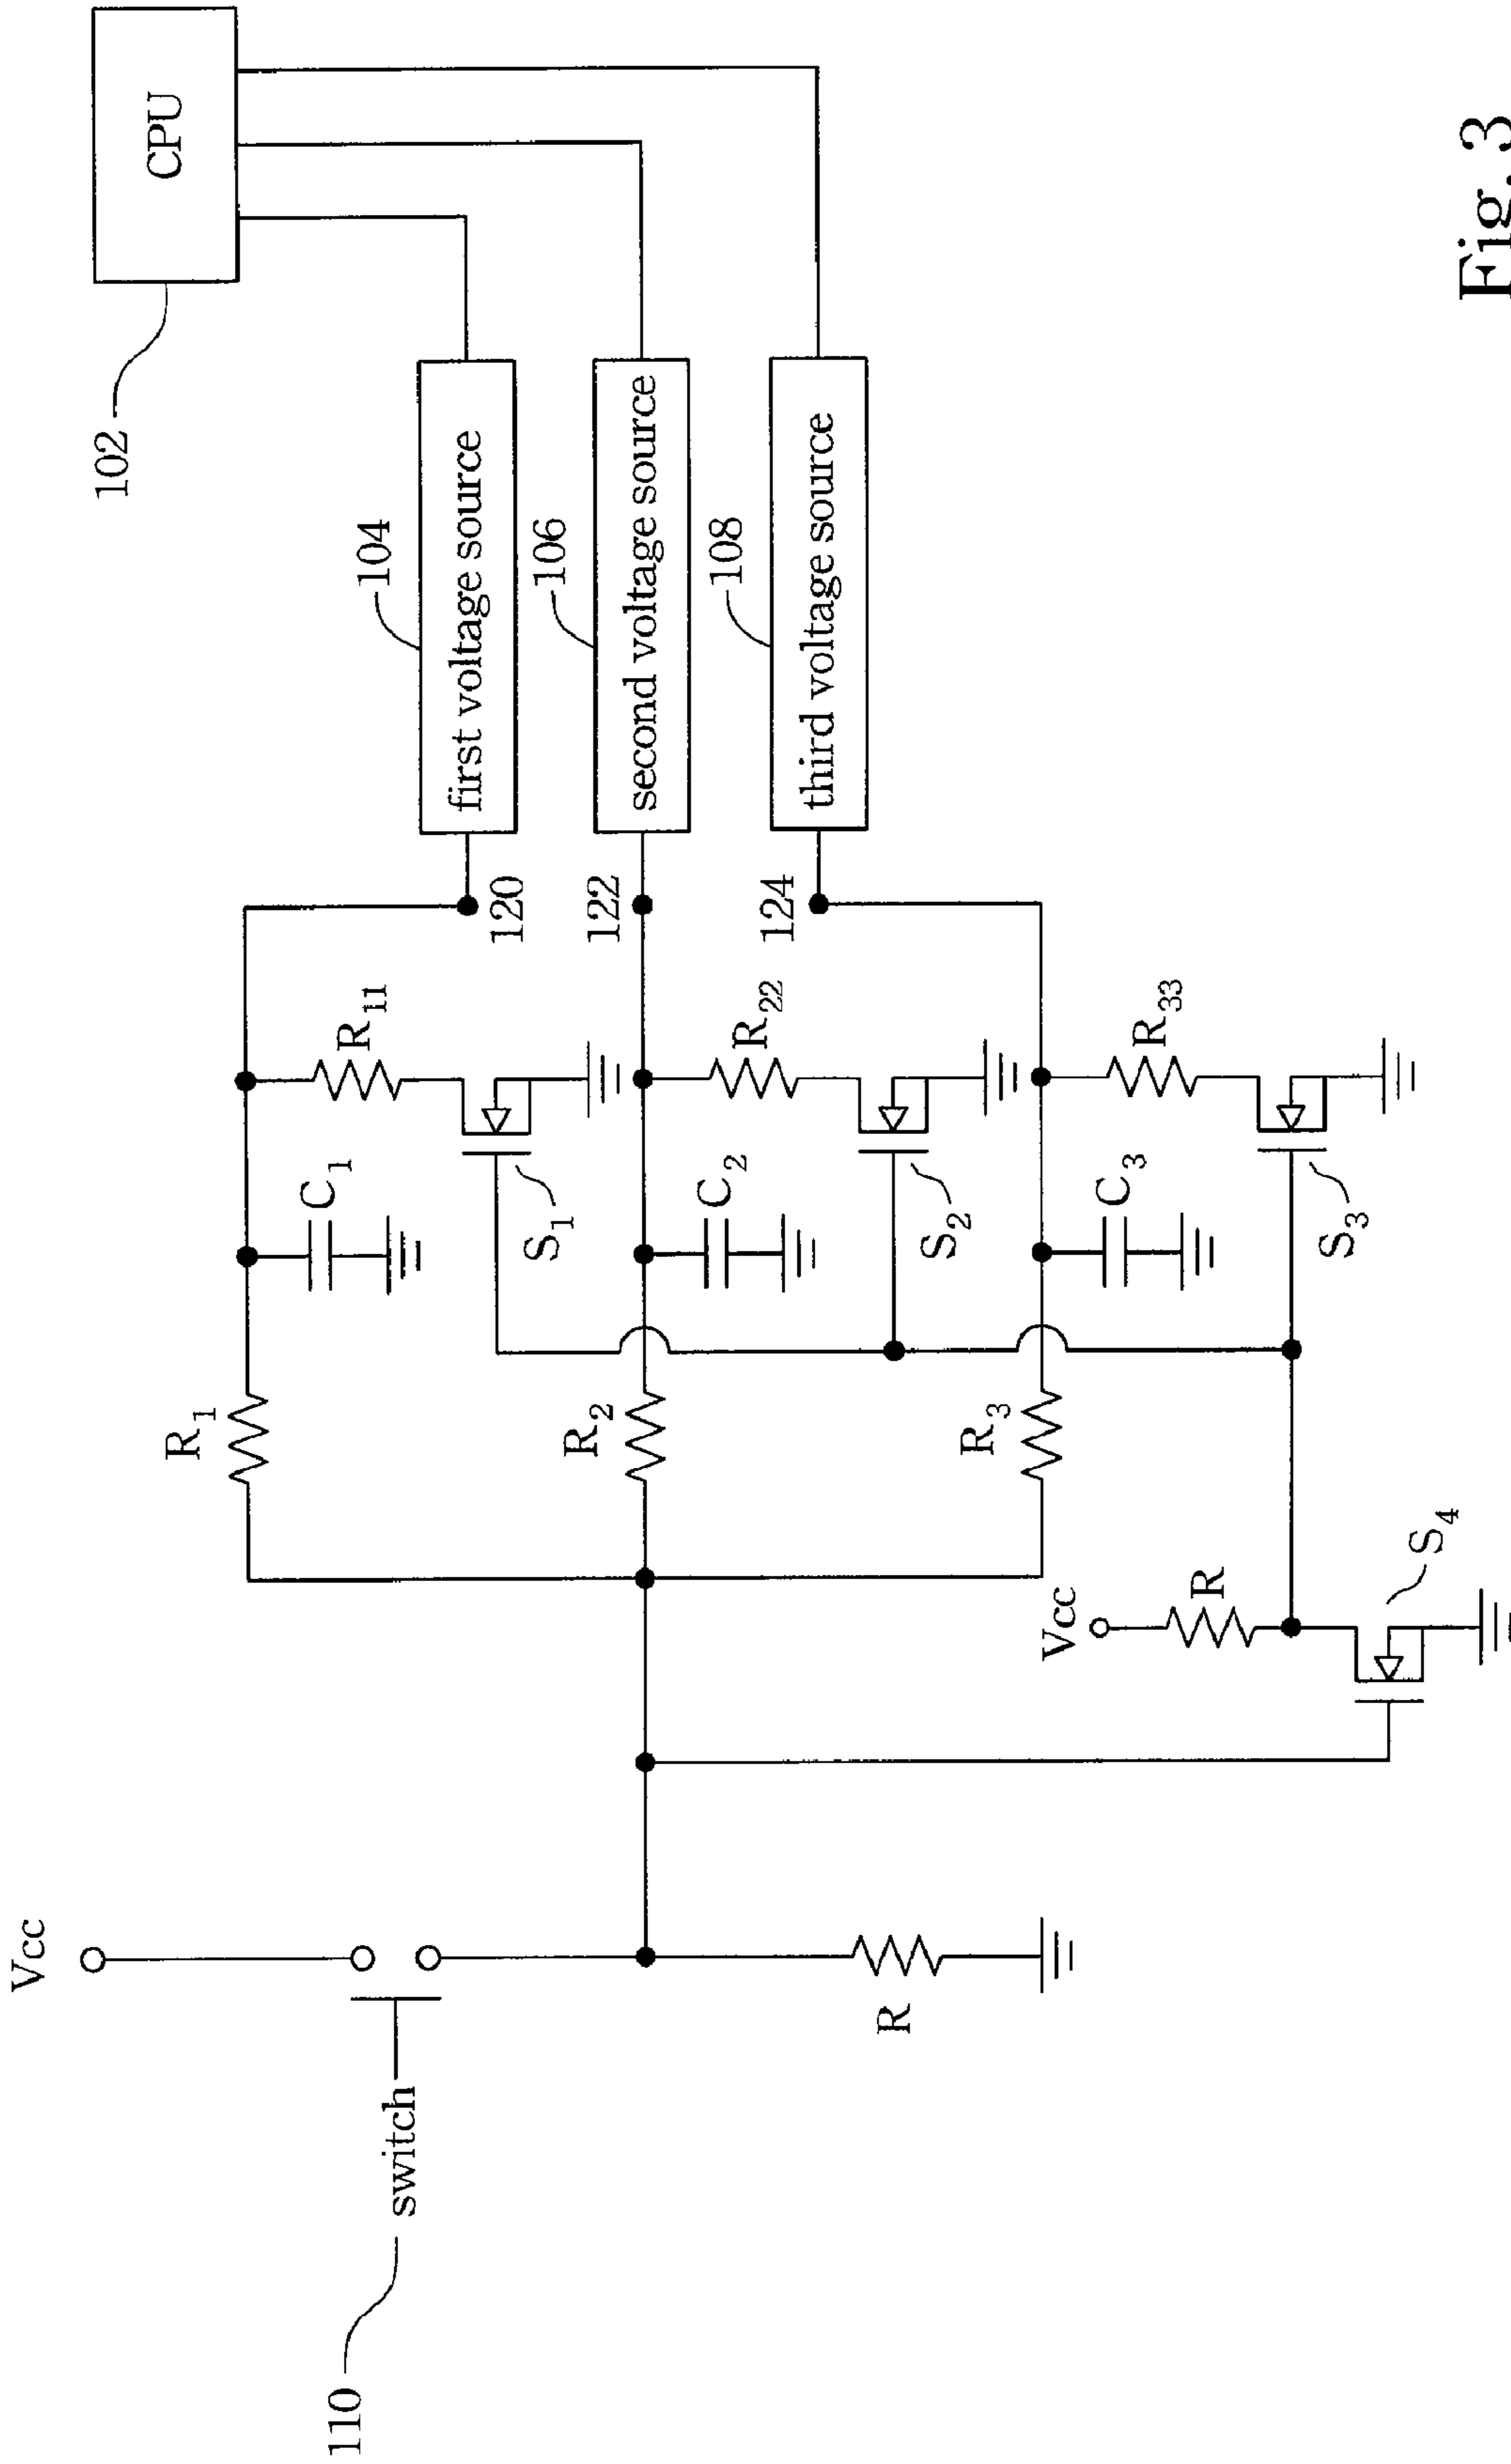 Vcc
110
switch
R
R₁
R₂
R₃
Vcc
R
S₄
C₁
C₂
C₃
S₁
S₂
S₃
R₁₁
R₂₂
R₃₃
120
122
124
104
first voltage source
106
second voltage source
108
third voltage source
102
CPU
Fig. 3